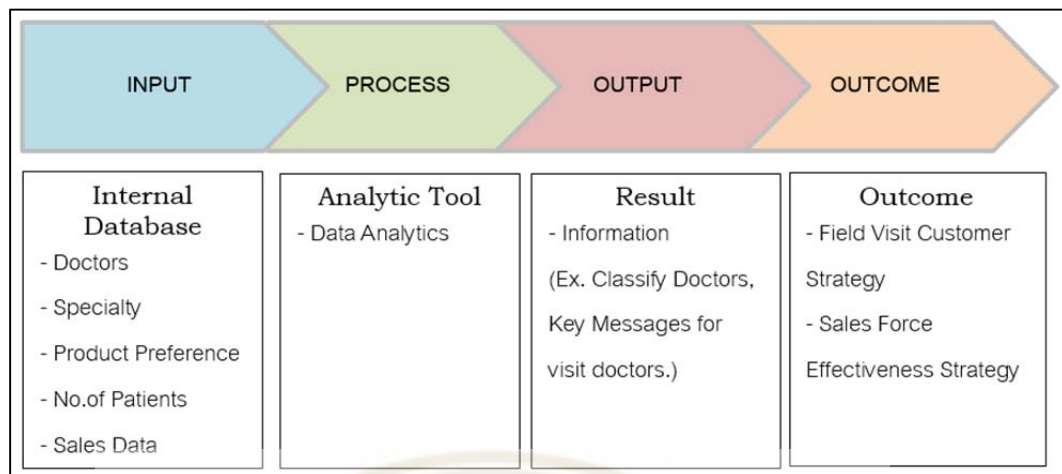 INPUT
PROCESS
OUTPUT
OUTCOME
Internal
Database
- Doctors
- Specialty
- Product Preference
- No.of Patients
- Sales Data
Analytic Tool
- Data Analytics
Result
- Information
(Ex. Classify Doctors,
Key Messages for
visit doctors.)
Outcome
- Field Visit Customer
Strategy
- Sales Force
Effectiveness Strategy